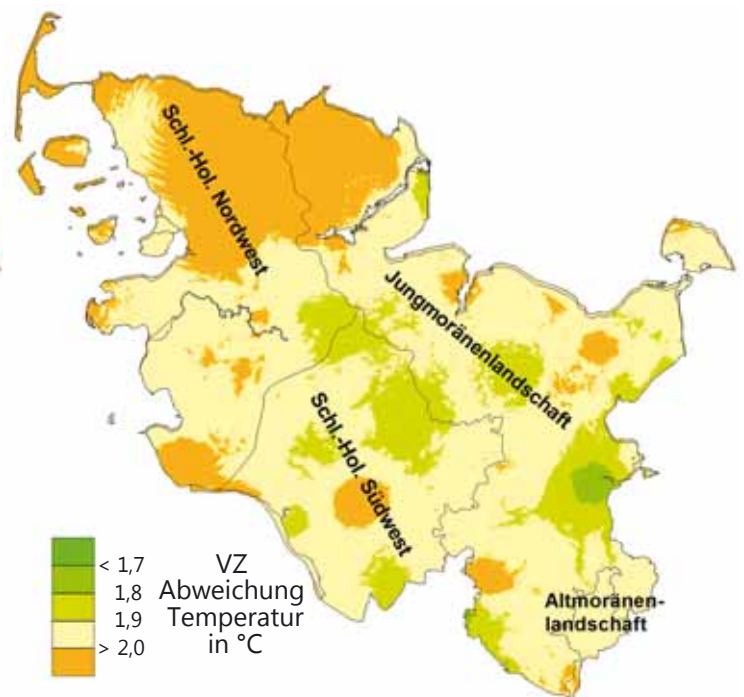 Schl.-Hol. Nordwest
Jungmoränenlandschaft
Schl.-Hol. Südwest
Altmoränen-
landschaft
< 1,7
1,8
1,9
> 2,0
VZ
Abweichung
Temperatur
in °C